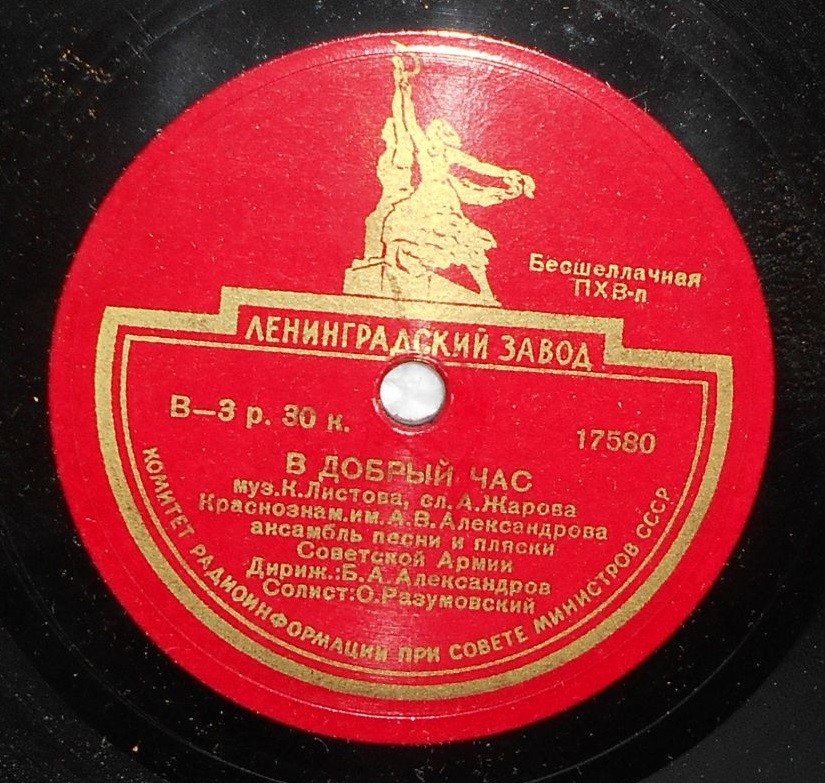 Бесшеллачная
ПХВ-п
ЛЕНИНГРАДСКИЙ ЗАВОД
В—3 р. 30 к.
17580
В ДОБРЫЙ ЧАС
муз.К.Листова, сл.А.Жарова
Краснознам.им.А.В.Александрова
ансамбль песни и пляски
Советской Армии
Дириж.:Б.А.Александров
Солист:О.Разумовский
КОМИТЕТ РАДИОИНФОРМАЦИИ ПРИ СОВЕТЕ МИНИСТРОВ СССР